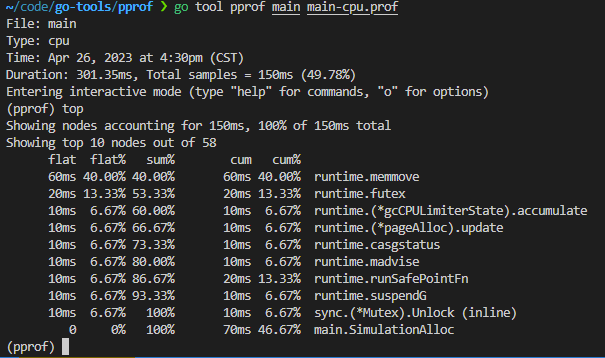 ~/code/go-tools/pprof ❯ go tool pprof main main-cpu.prof
File: main
Type: cpu
Time: Apr 26, 2023 at 4:30pm (CST)
Duration: 301.35ms, Total samples = 150ms (49.78%)
Entering interactive mode (type "help" for commands, "o" for options)
(pprof) top
Showing nodes accounting for 150ms, 100% of 150ms total
Showing top 10 nodes out of 58
      flat  flat%   sum%        cum   cum%
      60ms 40.00% 40.00%       60ms 40.00%  runtime.memmove
      20ms 13.33% 53.33%       20ms 13.33%  runtime.futex
      10ms  6.67% 60.00%       10ms  6.67%  runtime.(*gcCPULimiterState).accumulate
      10ms  6.67% 66.67%       10ms  6.67%  runtime.(*pageAlloc).update
      10ms  6.67% 73.33%       10ms  6.67%  runtime.casgstatus
      10ms  6.67% 80.00%       10ms  6.67%  runtime.madvise
      10ms  6.67% 86.67%       20ms 13.33%  runtime.runSafePointFn
      10ms  6.67% 93.33%       10ms  6.67%  runtime.suspendG
      10ms  6.67%   100%       10ms  6.67%  sync.(*Mutex).Unlock (inline)
         0     0%   100%       70ms 46.67%  main.SimulationAlloc
(pprof)